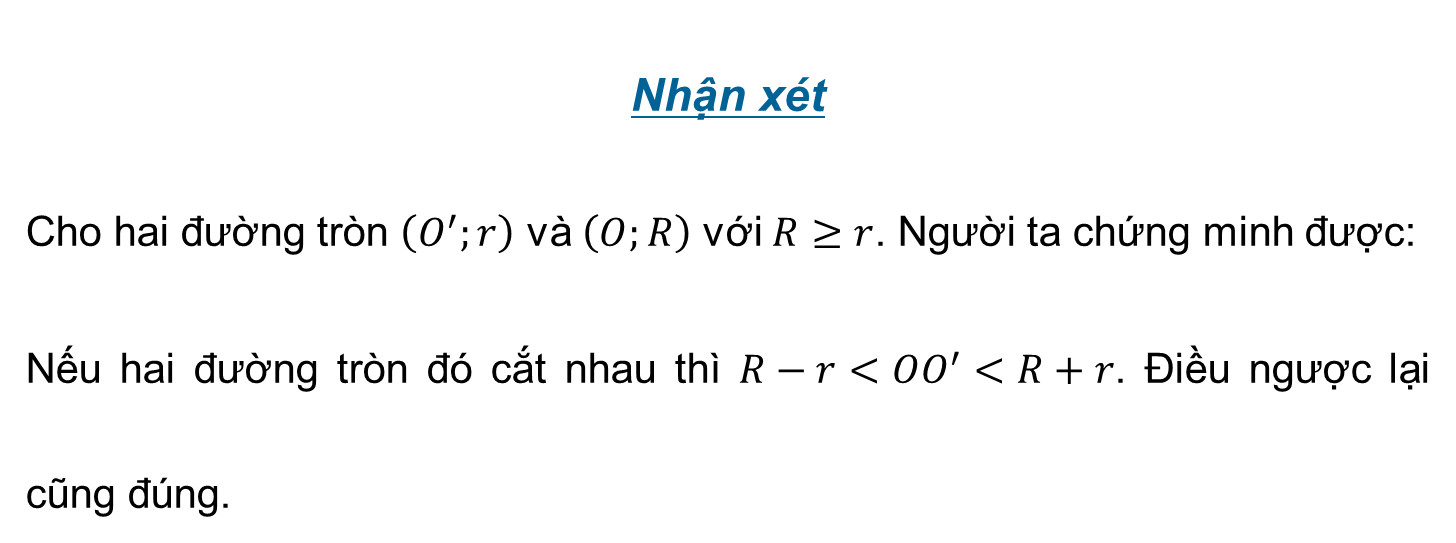 Nhận xét
Cho hai đường tròn (O′; r) và (O; R) với R ≥ r. Người ta chứng minh được:
Nếu hai đường tròn đó cắt nhau thì R − r < OO′ < R + r. Điều ngược lại
cũng đúng.